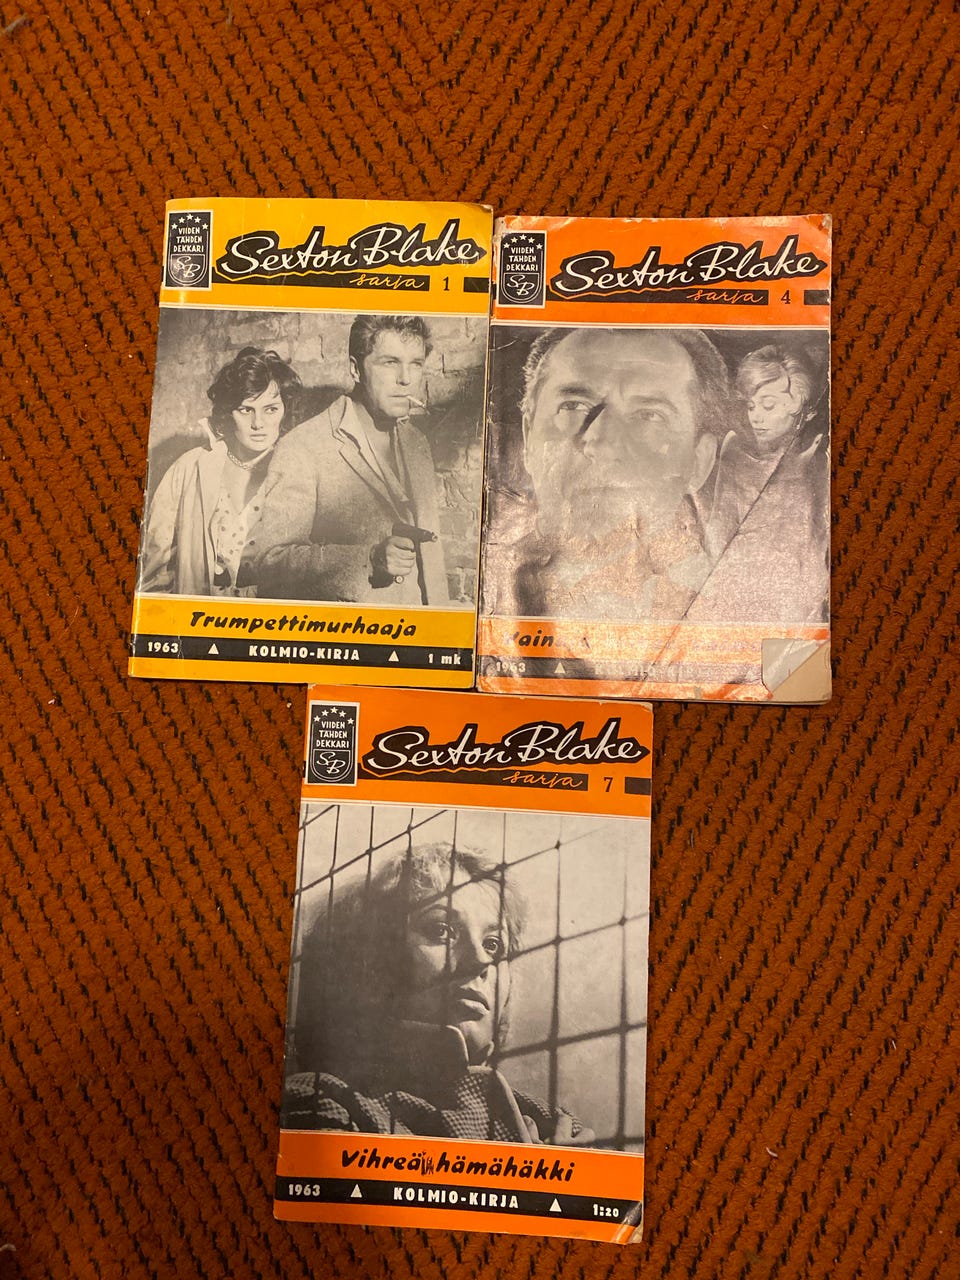 VIIDEN
TÄHDEN
DEKKARI
SB
Sexton Blake
sarja 1
Trumpettimurhaaja
1963 KOLMIO-KIRJA 1 mk
VIIDEN
TÄHDEN
DEKKARI
SB
Sexton Blake
sarja 4
1963
VIIDEN
TÄHDEN
DEKKARI
SB
Sexton Blake
sarja 7
Vihreä hämähäkki
1963 KOLMIO-KIRJA 1:20